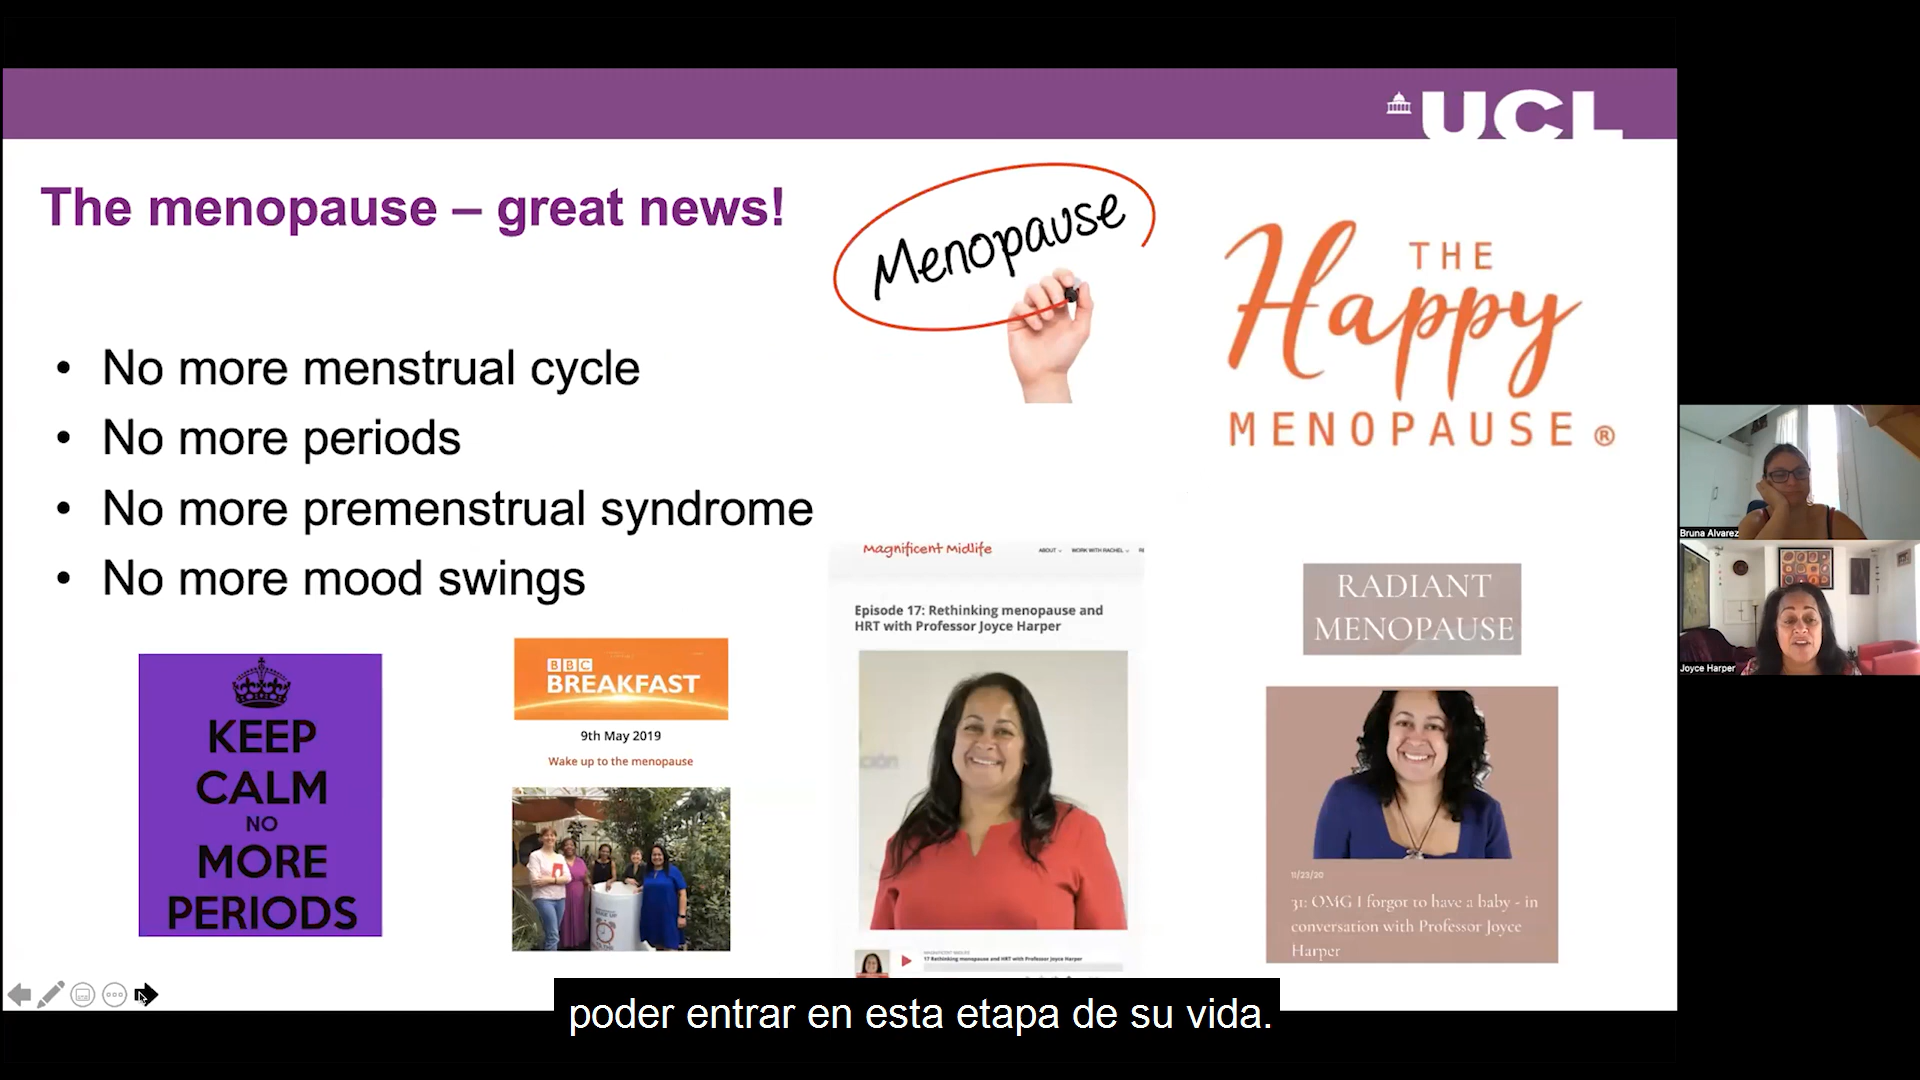 UCL
The menopause – great news!
Menopause
THE
Happy
MENOPAUSE ®
• No more menstrual cycle
• No more periods
• No more premenstrual syndrome
• No more mood swings
KEEP
CALM
NO
MORE
PERIODS
BBC
BREAKFAST
9th May 2019
Wake up to the menopause
Magnificent Midlife
ABOUT
WORK WITH RACHEL
Episode 17: Rethinking menopause and
HRT with Professor Joyce Harper
MAGNIFICENT MIDLIFE
17 Rethinking menopause and HRT with Professor Joyce Harper
RADIANT
MENOPAUSE
11/23/20
31: OMG I forgot to have a baby - in
conversation with Professor Joyce
Harper
Bruna Alvarez
Joyce Harper
poder entrar en esta etapa de su vida.